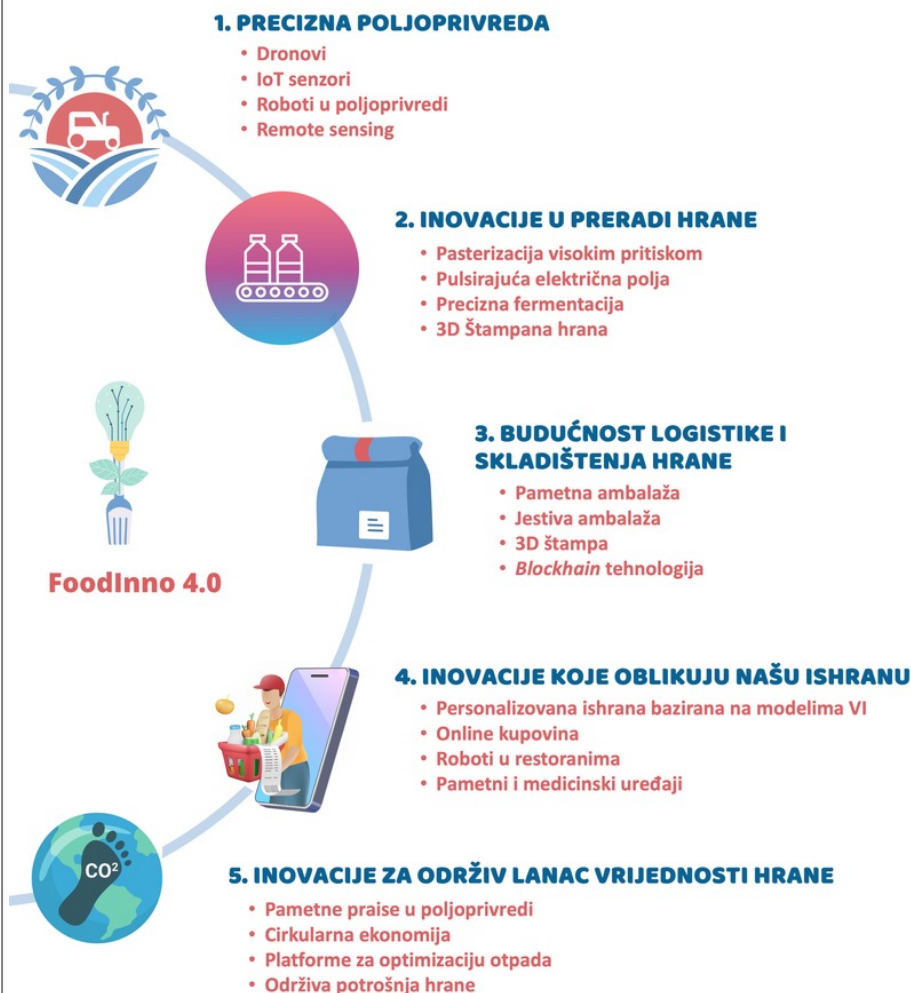 1. PRECIZNA POLJOPRIVREDA
• Dronovi
• IoT senzori
• Roboti u poljoprivredi
• Remote sensing
2. INOVACIJE U PRERADI HRANE
• Pasterizacija visokim pritiskom
• Pulsirajuća električna polja
• Precizna fermentacija
• 3D Štampana hrana
3. BUDUĆNOST LOGISTIKE I
SKLADIŠTENJA HRANE
• Pametna ambalaža
• Jestiva ambalaža
• 3D štampa
• Blockhain tehnologija
FoodInno 4.0
4. INOVACIJE KOJE OBLIKUJU NAŠU ISHRANU
• Personalizovana ishrana bazirana na modelima VI
• Online kupovina
• Roboti u restoranima
• Pametni i medicinski uređaji
CO²
5. INOVACIJE ZA ODRŽIV LANAC VRIJEDNOSTI HRANE
• Pametne praise u poljoprivredi
• Cirkularna ekonomija
• Platforme za optimizaciju otpada
• Održiva potrošnja hrane